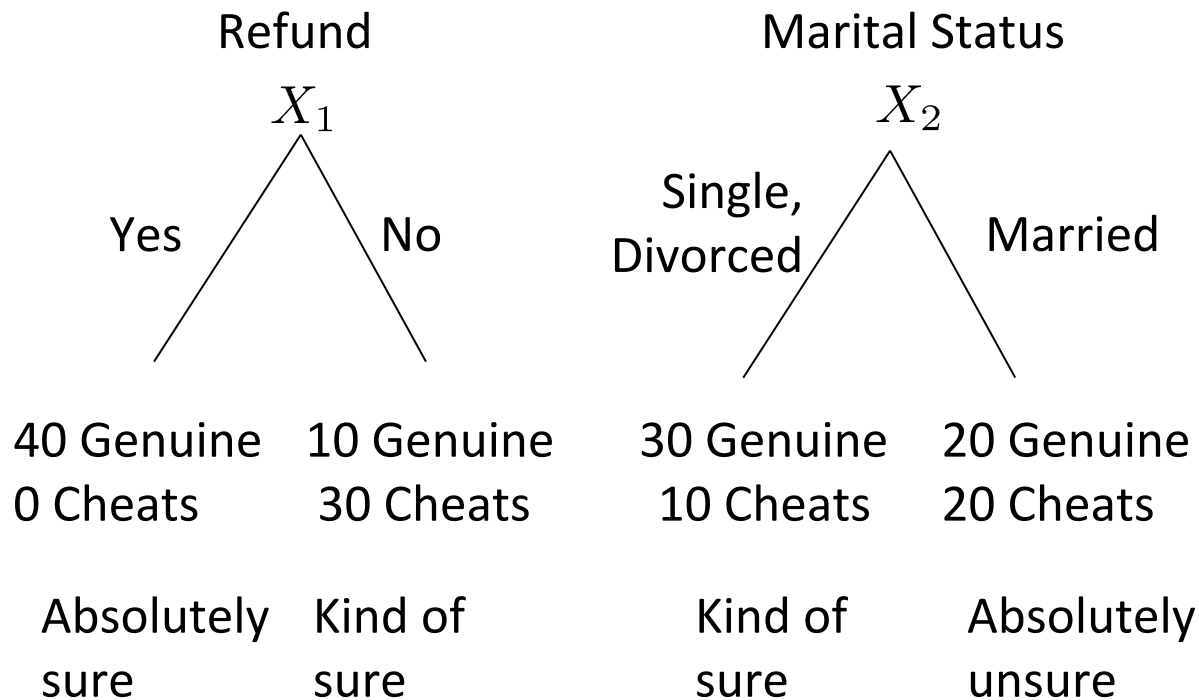 Refund
X₁
Yes
No
40 Genuine
0 Cheats
10 Genuine
30 Cheats
Absolutely
sure
Kind of
sure
Marital Status
X₂
Single,
Divorced
Married
30 Genuine
10 Cheats
20 Genuine
20 Cheats
Kind of
sure
Absolutely
unsure